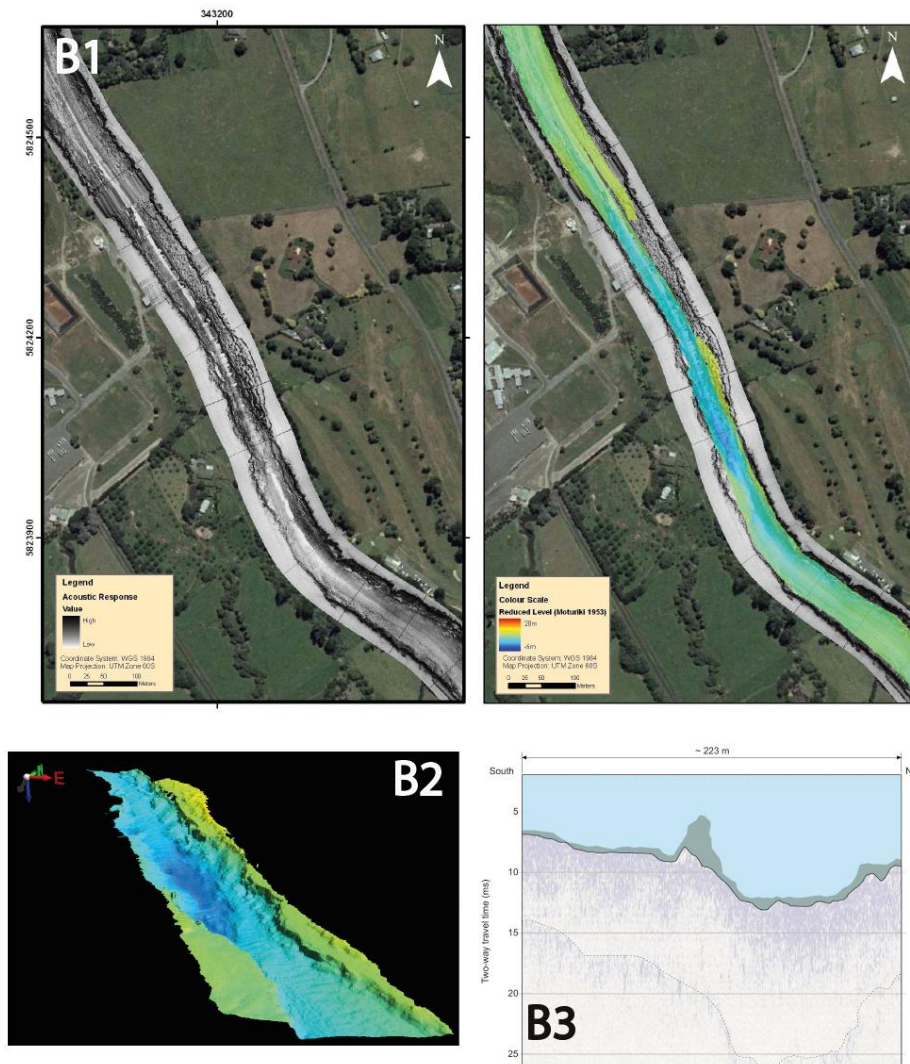 343200
B1
N
5824500
5824200
5823900
Legend
Acoustic Response
Value
High
Low
Coordinate System: WGS 1984
Map Projection: UTM Zone 60S
0 25 50 100
Meters
N
Legend
Colour Scale
Reduced Level (Moturiki 1953)
20m
-6m
Coordinate System: WGS 1984
Map Projection: UTM Zone 60S
0 25 50 100
Meters
B2
N
E
~ 223 m
South
N
5
10
15
20
25
Two-way travel time (ms)
B3